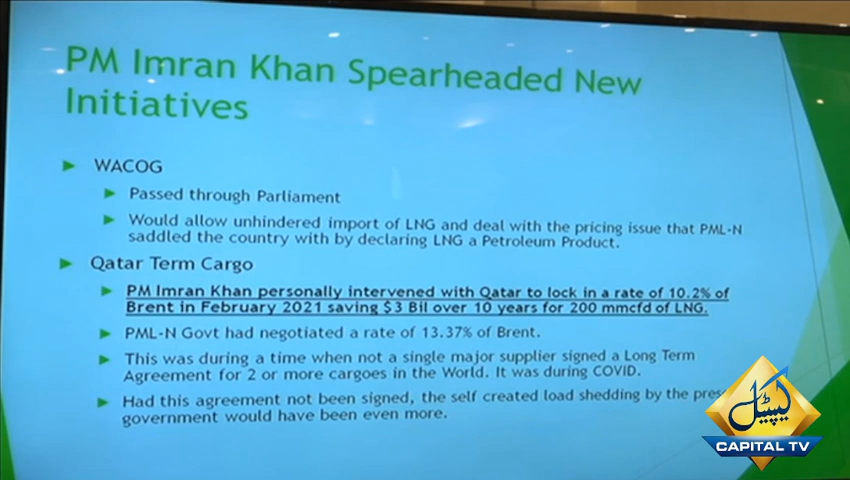 PM Imran Khan Spearheaded New
Initiatives
WACOG
Passed through Parliament
Would allow unhindered import of LNG and deal with the pricing issue that PML-N
saddled the country with by declaring LNG a Petroleum Product.
Qatar Term Cargo
PM Imran Khan personally intervened with Qatar to lock in a rate of 10.2% of
Brent in February 2021 saving $3 Bil over 10 years for 200 mmcfd of LNG.
PML-N Govt had negotiated a rate of 13.37% of Brent.
This was during a time when not a single major supplier signed a Long Term
Agreement for 2 or more cargoes in the World. It was during COVID.
Had this agreement not been signed, the self created load shedding by the
government would have been even more.
کیپیٹل
CAPITAL TV